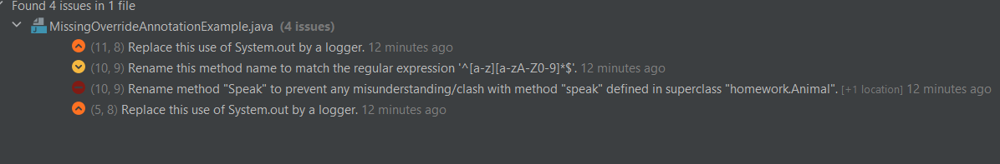 Found 4 issues in 1 file
MissingOverrideAnnotationExample.java (4 issues)
(11, 8) Replace this use of System.out by a logger. 12 minutes ago
(10, 9) Rename this method name to match the regular expression '^[a-z][a-zA-Z0-9]*$'. 12 minutes ago
(10, 9) Rename method "Speak" to prevent any misunderstanding/clash with method "speak" defined in superclass "homework.Animal". [+1 location] 12 minutes ago
(5, 8) Replace this use of System.out by a logger. 12 minutes ago